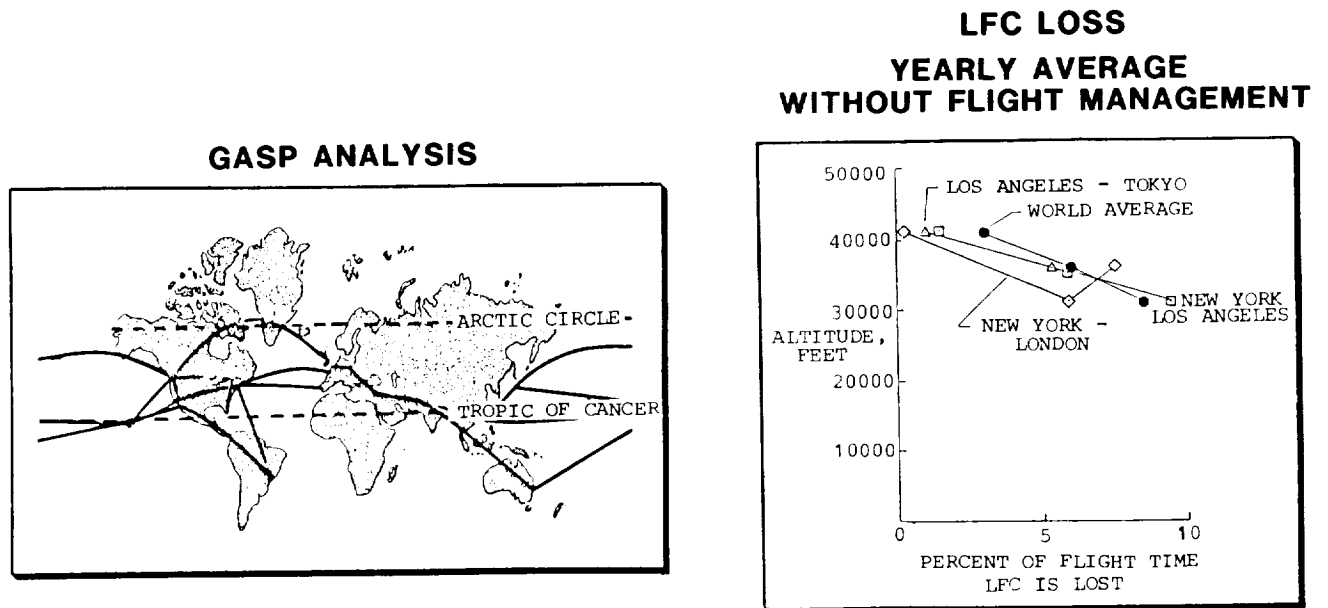 GASP ANALYSIS
ARCTIC CIRCLE
TROPIC OF CANCER
LFC LOSS
YEARLY AVERAGE
WITHOUT FLIGHT MANAGEMENT
50000
LOS ANGELES - TOKYO
WORLD AVERAGE
40000
30000
NEW YORK
LOS ANGELES
ALTITUDE,
FEET
NEW YORK -
LONDON
20000
10000
0
5
10
PERCENT OF FLIGHT TIME
LFC IS LOST